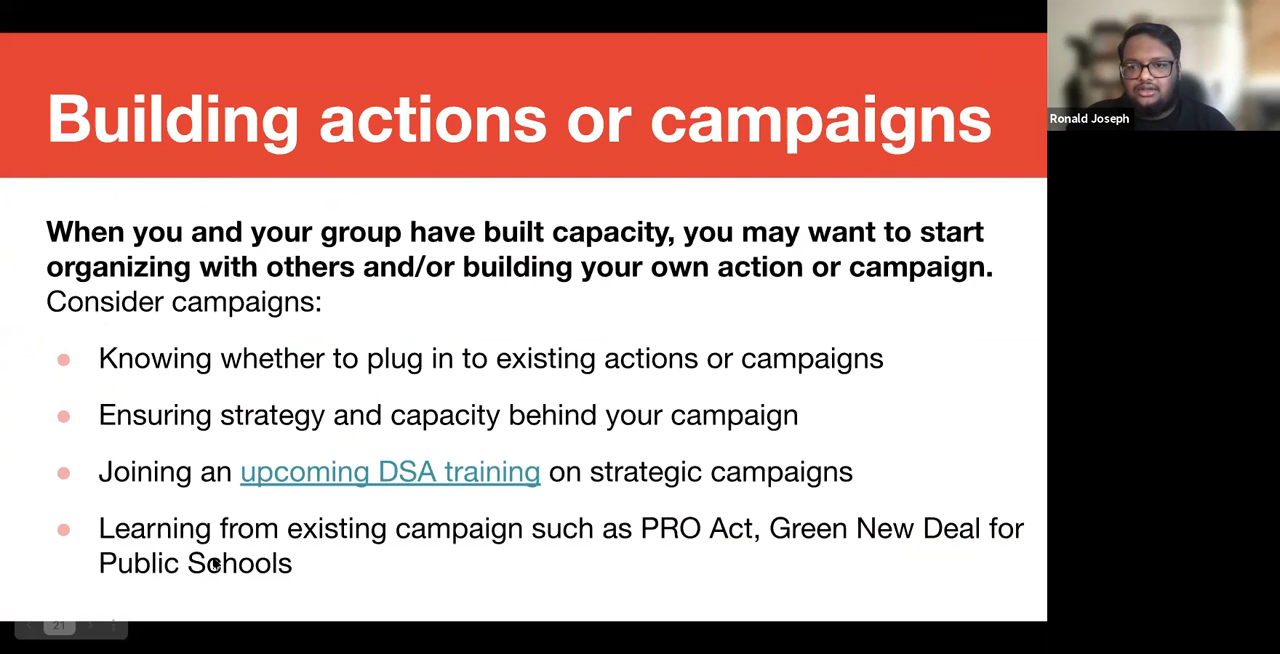 Building actions or campaigns
Ronald Joseph
When you and your group have built capacity, you may want to start
organizing with others and/or building your own action or campaign.
Consider campaigns:
Knowing whether to plug in to existing actions or campaigns
Ensuring strategy and capacity behind your campaign
Joining an upcoming DSA training on strategic campaigns
Learning from existing campaign such as PRO Act, Green New Deal for
Public Schools
21